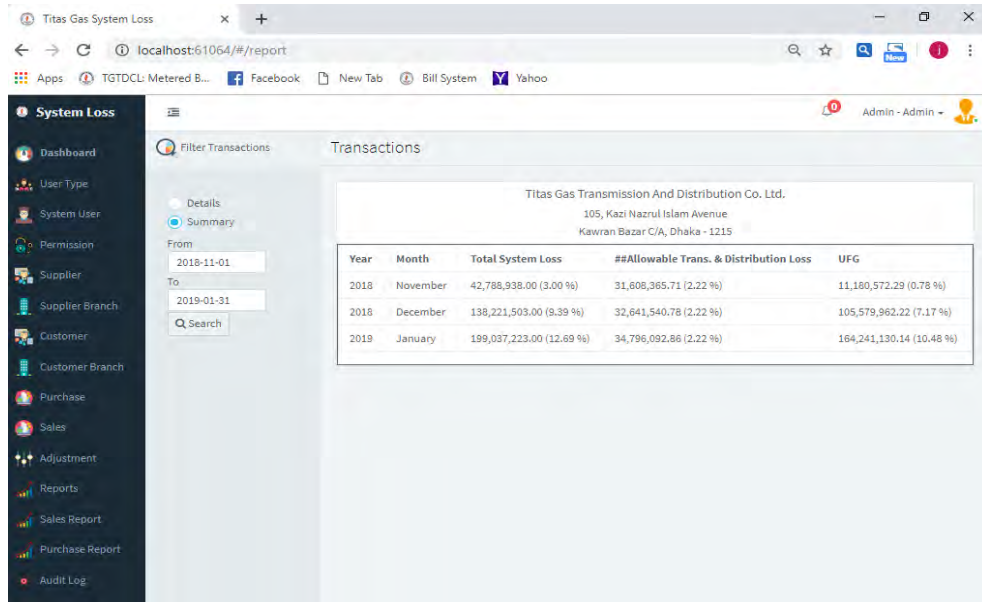 Titas Gas System Loss
localhost:61064/#/report
Apps
TGTDCL: Metered B...
Facebook
New Tab
Bill System
Yahoo
New
j
System Loss
0
Admin - Admin
Dashboard
User Type
System User
Permission
Supplier
Supplier Branch
Customer
Customer Branch
Purchase
Sales
Adjustment
Reports
Sales Report
Purchase Report
Audit Log
Filter Transactions
Details
Summary
From
2018-11-01
To
2019-01-31
Search
Transactions
Titas Gas Transmission And Distribution Co. Ltd.
105, Kazi Nazrul Islam Avenue
Kawran Bazar C/A, Dhaka - 1215
Year Month Total System Loss ##Allowable Trans. & Distribution Loss UFG
2018 November 42,788,938.00 (3.00 %) 31,608,365.71 (2.22 %) 11,180,572.29 (0.78 %)
2018 December 138,221,503.00 (9.39 %) 32,641,540.78 (2.22 %) 105,579,962.22 (7.17 %)
2019 January 199,037,223.00 (12.69 %) 34,796,092.86 (2.22 %) 164,241,130.14 (10.48 %)